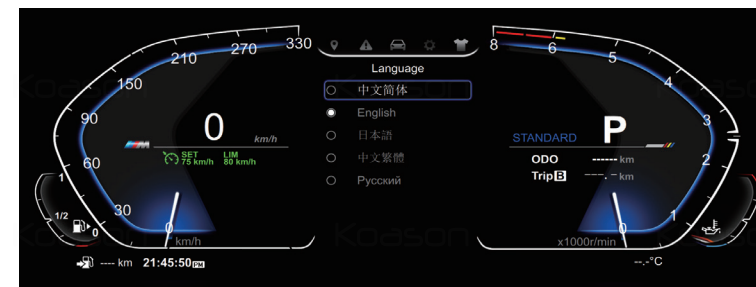 210
270
330
150
90
60
30
0
km/h
0
km/h
SET
75 km/h
LIM
80 km/h
1
1/2
0
---- km
21:45:50 PM
Language
中文简体
English
日本語
中文繁體
Русский
Koason
8
6
5
4
3
2
1
0
x1000r/min
STANDARD
P
ODO
------ km
Trip B
---.- km
--.-°C